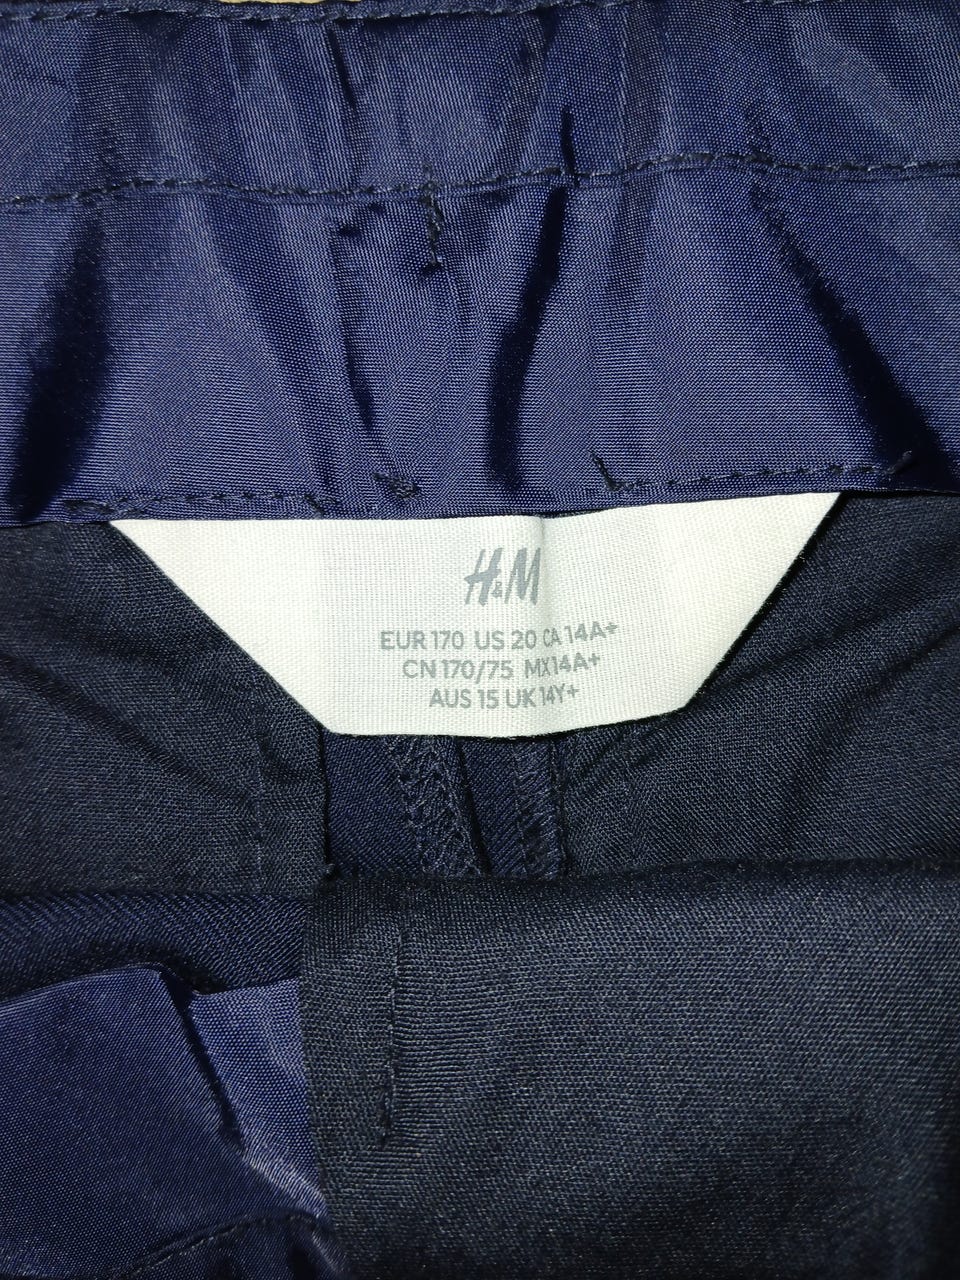 H&M
EUR 170 US 20 CA 14A+
CN 170/75 MX14A+
AUS 15 UK 14Y+